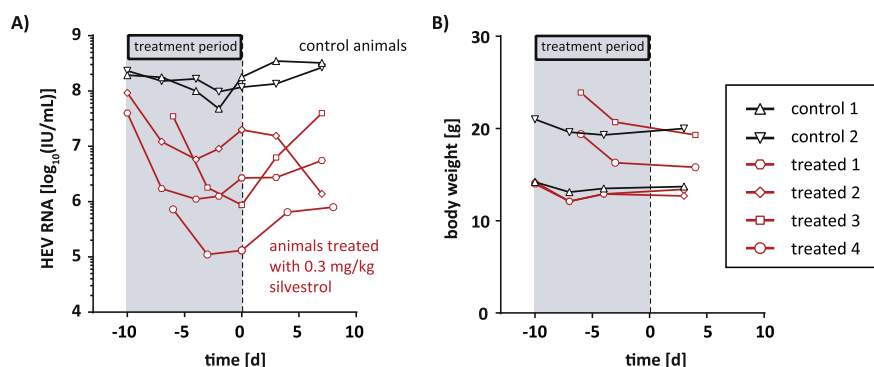 A)
treatment period
control animals
9
8
7
6
5
4
HEV RNA [log10(IU/mL)]
animals treated
with 0.3 mg/kg
silvestrol
-10
-5
0
5
10
time [d]
B)
treatment period
30
20
10
0
body weight [g]
-10
-5
0
5
10
time [d]
control 1
control 2
treated 1
treated 2
treated 3
treated 4